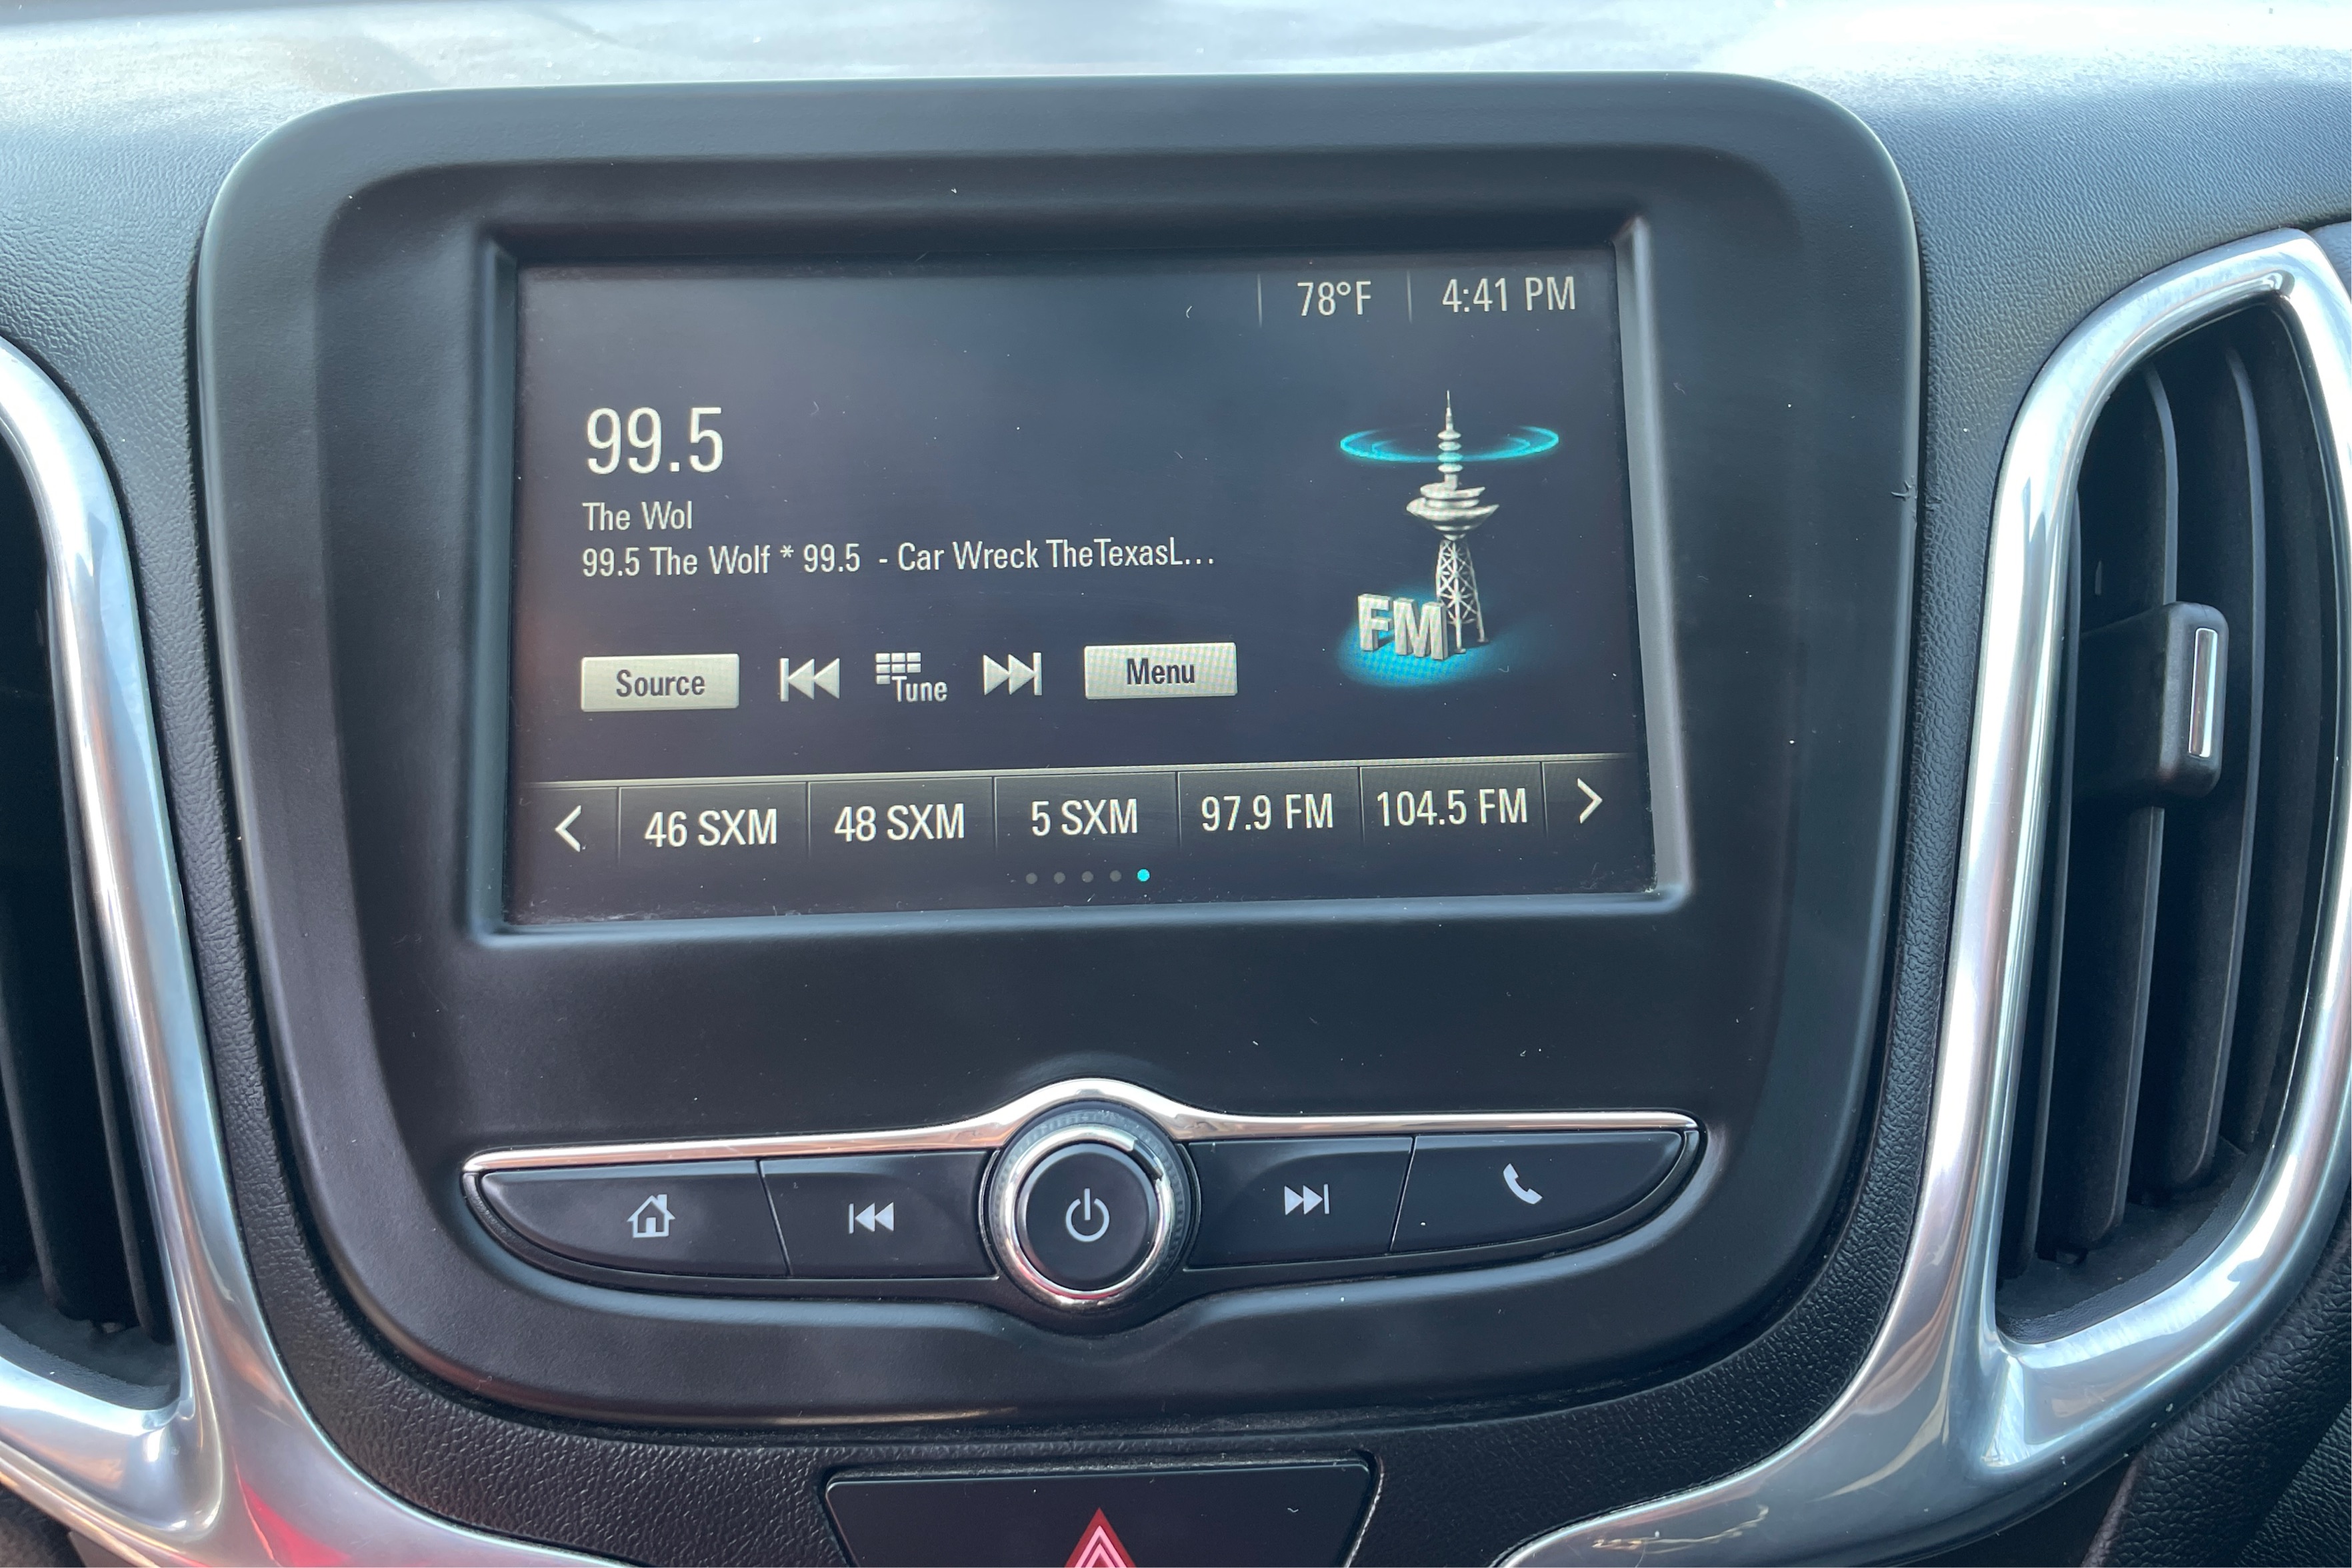 78°F 4:41 PM
99.5
The Wol
99.5 The Wolf * 99.5 - Car Wreck TheTexasL...
FM
Source Tune Menu
46 SXM 48 SXM 5 SXM 97.9 FM 104.5 FM